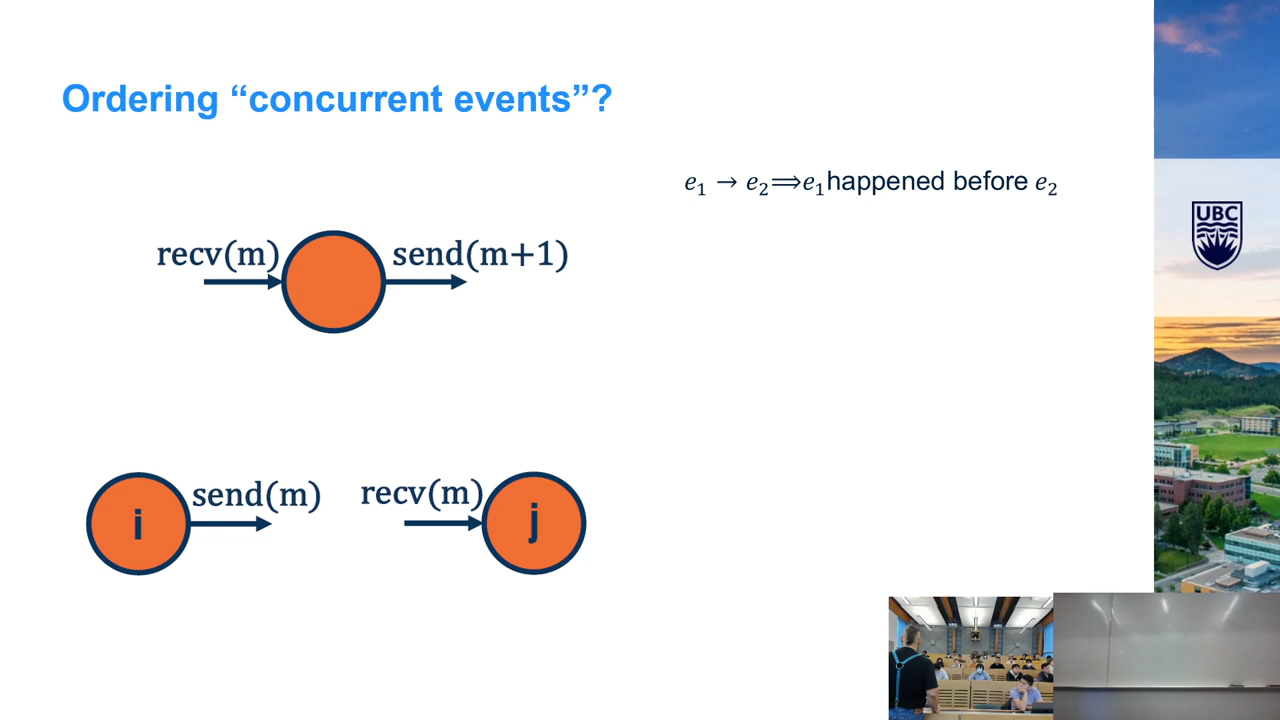 Ordering “concurrent events”?
𝑒₁ → 𝑒₂⟹𝑒₁happened before 𝑒₂
UBC
recv(m)
send(m+1)
i
send(m)
recv(m)
j